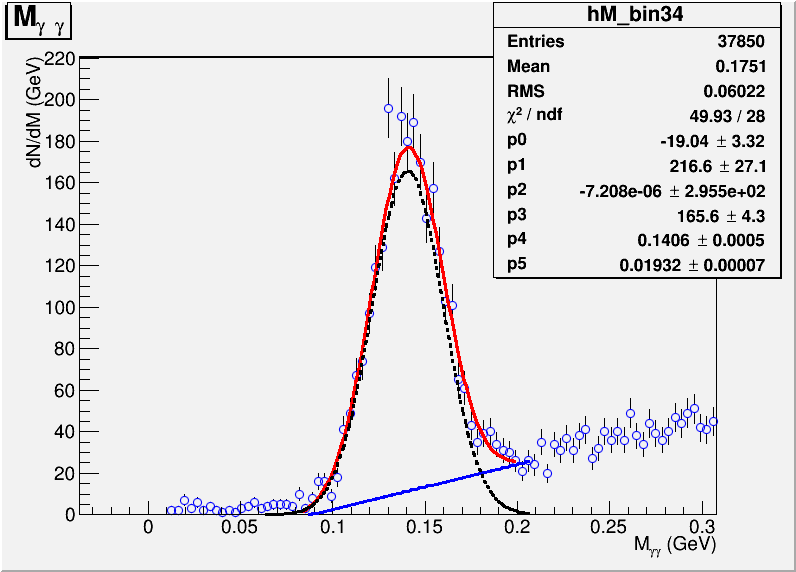 M γ γ
hM_bin34
Entries 37850
Mean 0.1751
RMS 0.06022
χ² / ndf 49.93 / 28
p0 -19.04 ± 3.32
p1 216.6 ± 27.1
p2 -7.208e-06 ± 2.955e+02
p3 165.6 ± 4.3
p4 0.1406 ± 0.0005
p5 0.01932 ± 0.00007
dN/dM (GeV)
220
200
180
160
140
120
100
80
60
40
20
0
0 0.05 0.1 0.15 0.2 0.25 0.3
Mγγ (GeV)